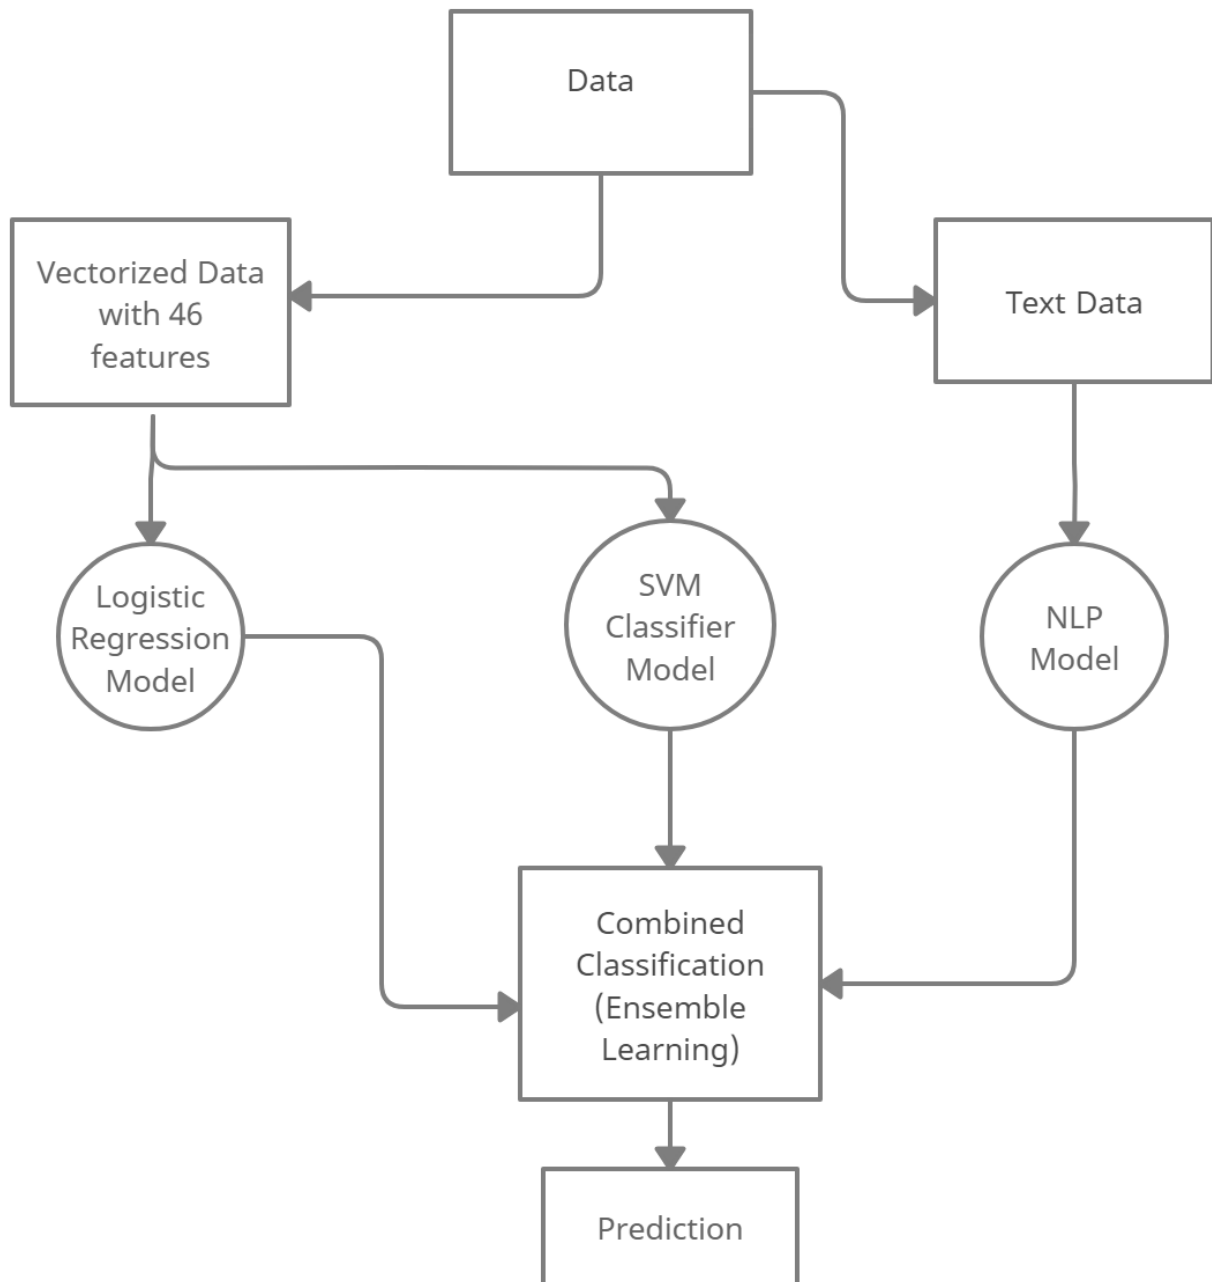 Data
Vectorized Data
with 46
features
Text Data
Logistic
Regression
Model
SVM
Classifier
Model
NLP
Model
Combined
Classification
(Ensemble
Learning)
Prediction